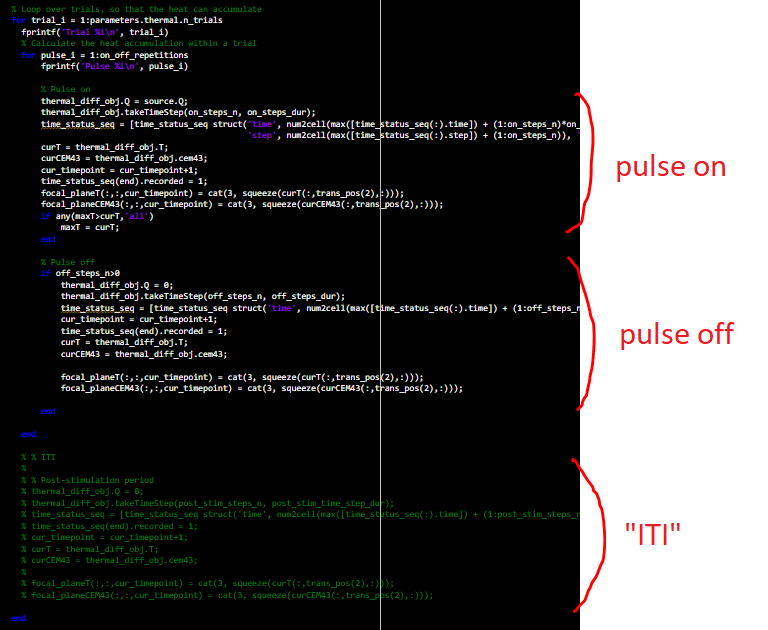 % Loop over trials, so that the heat can accumulate
for trial_i = 1:parameters.thermal.n_trials
fprintf('Trial %i\n', trial_i)
% Calculate the heat accumulation within a trial
for pulse_i = 1:on_off_repetitions
fprintf('Pulse %i\n', pulse_i)
% Pulse on
thermal_diff_obj.Q = source.Q;
thermal_diff_obj.takeTimeStep(on_steps_n, on_steps_dur);
time_status_seq = [time_status_seq struct('time', num2cell(max([time_status_seq(:).time]) + (1:on_steps_n)*on_
'step', num2cell(max([time_status_seq(:).step]) + (1:on_steps_n)),
curT = thermal_diff_obj.T;
curCEM43 = thermal_diff_obj.cem43;
cur_timepoint = cur_timepoint+1;
time_status_seq(end).recorded = 1;
focal_planeT(:,:,cur_timepoint) = cat(3, squeeze(curT(:,trans_pos(2),:)));
focal_planeCEM43(:,:,cur_timepoint) = cat(3, squeeze(curCEM43(:,trans_pos(2),:)));
if any(maxT>curT,'all')
maxT = curT;
end
pulse on
% Pulse off
if off_steps_n>0
thermal_diff_obj.Q = 0;
thermal_diff_obj.takeTimeStep(off_steps_n, off_steps_dur);
time_status_seq = [time_status_seq struct('time', num2cell(max([time_status_seq(:).time]) + (1:off_steps_n
cur_timepoint = cur_timepoint+1;
time_status_seq(end).recorded = 1;
curT = thermal_diff_obj.T;
curCEM43 = thermal_diff_obj.cem43;
focal_planeT(:,:,cur_timepoint) = cat(3, squeeze(curT(:,trans_pos(2),:)));
focal_planeCEM43(:,:,cur_timepoint) = cat(3, squeeze(curCEM43(:,trans_pos(2),:)));
end
pulse off
end
% % ITI
%
% % Post-stimulation period
% thermal_diff_obj.Q = 0;
% thermal_diff_obj.takeTimeStep(post_stim_steps_n, post_stim_time_step_dur);
% time_status_seq = [time_status_seq struct('time', num2cell(max([time_status_seq(:).time]) + (1:post_stim_steps_n
% time_status_seq(end).recorded = 1;
% cur_timepoint = cur_timepoint+1;
% curT = thermal_diff_obj.T;
% curCEM43 = thermal_diff_obj.cem43;
%
% focal_planeT(:,:,cur_timepoint) = cat(3, squeeze(curT(:,trans_pos(2),:)));
% focal_planeCEM43(:,:,cur_timepoint) = cat(3, squeeze(curCEM43(:,trans_pos(2),:)));
"ITI"
end